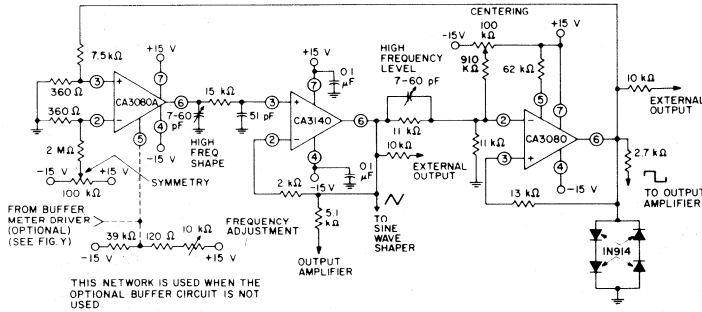 CENTERING
-15V
100
kΩ
+15 V
7.5 kΩ
+15 V
+15 V
0.1
μF
HIGH
FREQUENCY
LEVEL
7-60 pF
910
KΩ
62 kΩ
10 kΩ
EXTERNAL
OUTPUT
360Ω
3
+
7
CA3080A
6
15 kΩ
3
+
7
CA3140
6
11 kΩ
2
−
5
7
CA3080
6
360Ω
2
−
5
4
-15 V
7-60
pF
51 pF
HIGH
FREQ.
SHAPE
2
−
4
-15 V
0.1
μF
10kΩ
EXTERNAL
OUTPUT
11
kΩ
3
+
4
-15 V
2.7 kΩ
TO OUTPUT
AMPLIFIER
2 MΩ
-15 V
+15 V
100 kΩ
SYMMETRY
2 kΩ
5.1
kΩ
13 kΩ
FROM BUFFER
METER DRIVER
(OPTIONAL)
(SEE FIG.Y)
TO
SINE
WAVE
SHAPER
39 kΩ
-15 V
120 Ω
10 kΩ
+15 V
FREQUENCY
ADJUSTMENT
OUTPUT
AMPLIFIER
1N914
THIS NETWORK IS USED WHEN THE
OPTIONAL BUFFER CIRCUIT IS NOT
USED